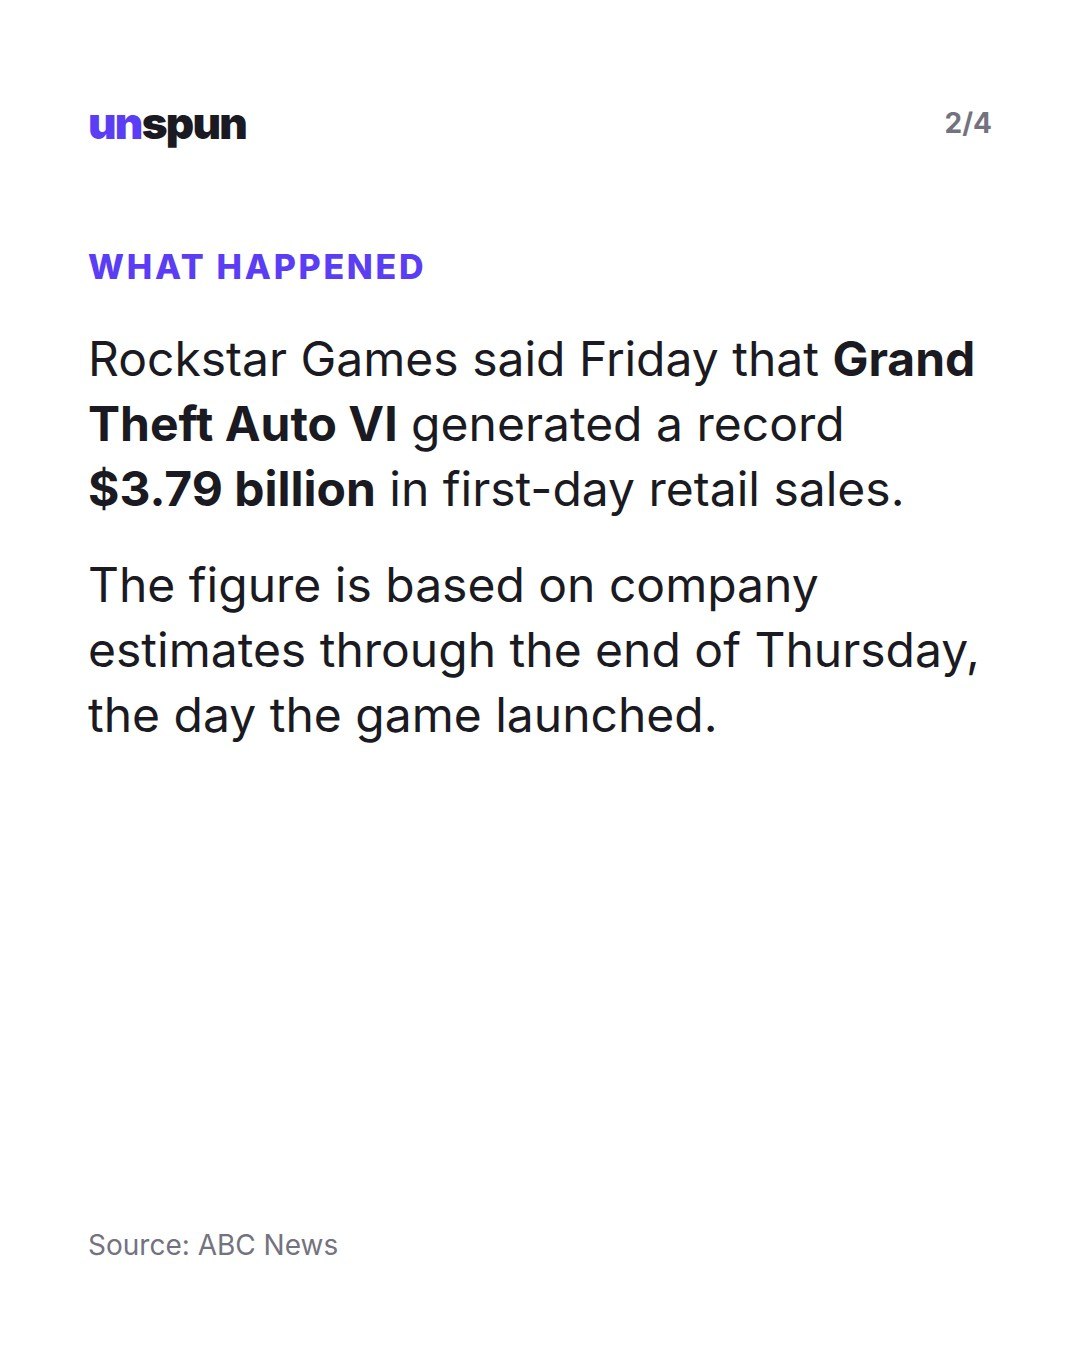 unspun
2/4
WHAT HAPPENED
Rockstar Games said Friday that Grand
Theft Auto VI generated a record
$3.79 billion in first-day retail sales.
The figure is based on company
estimates through the end of Thursday,
the day the game launched.
Source: ABC News